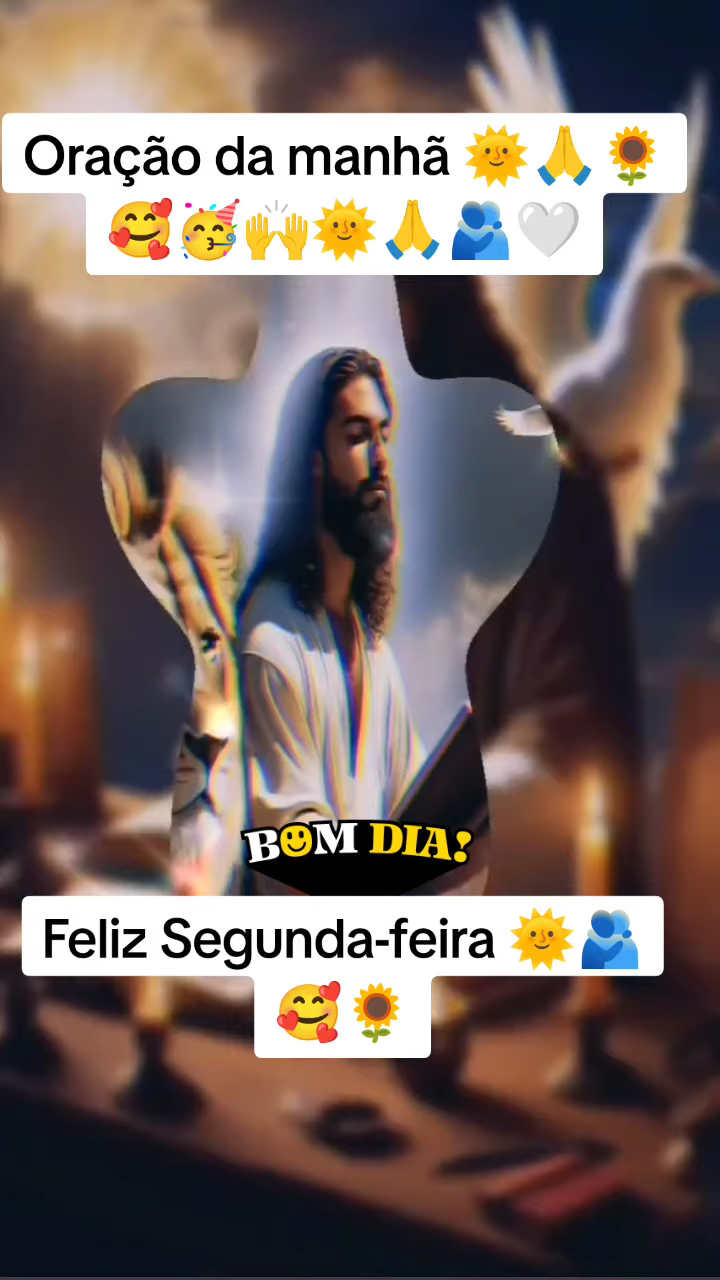 Oração da manhã 🌞🙏🌻
🥰🥳🙌🌞🙏🫂🤍
BOM DIA!
Feliz Segunda-feira 🌞🫂
🥰🌻